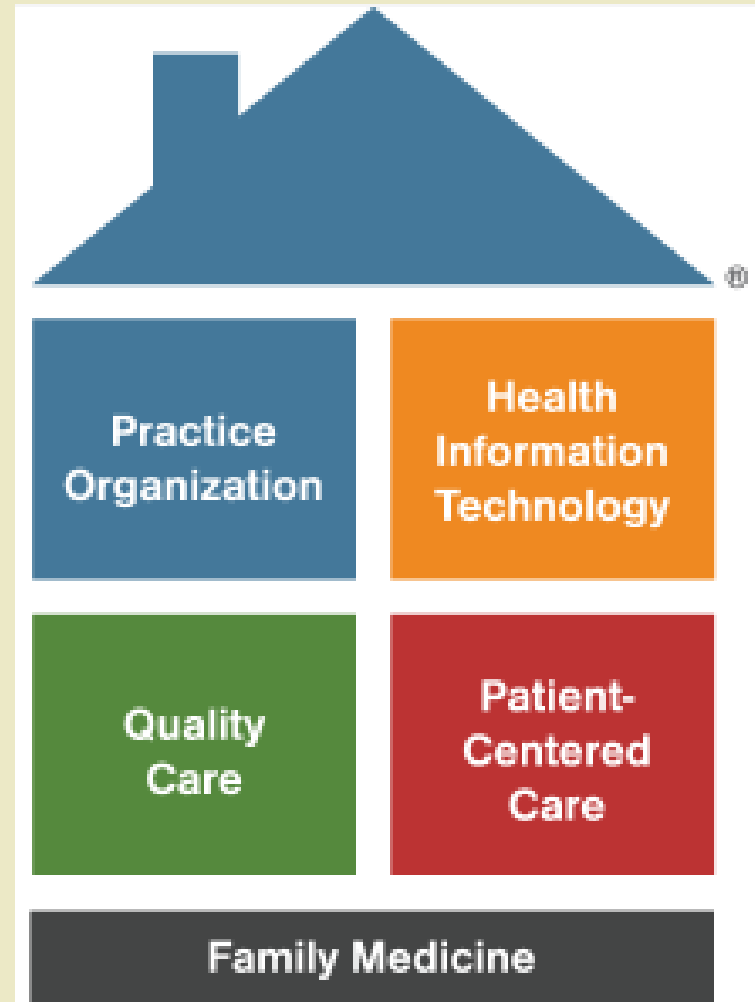 ®
Practice
Organization
Health
Information
Technology
Quality
Care
Patient-
Centered
Care
Family Medicine